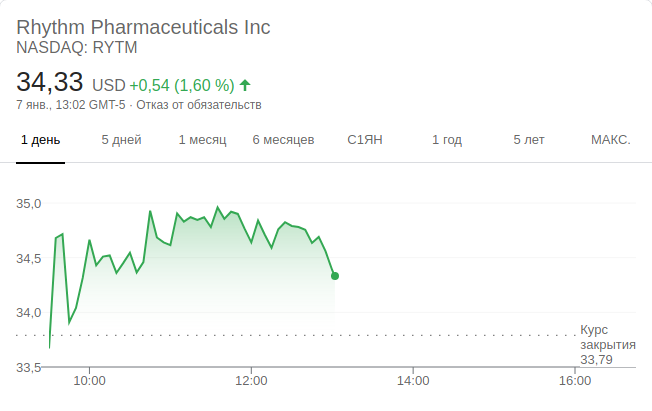 Rhythm Pharmaceuticals Inc
NASDAQ: RYTM
34,33 USD +0,54 (1,60 %)
7 янв., 13:02 GMT-5 · Отказ от обязательств
1 день 5 дней 1 месяц 6 месяцев С1ЯН 1 год 5 лет МАКС.
35,0
34,5
34,0
Курс
закрытия
33,79
33,5
10:00 12:00 14:00 16:00